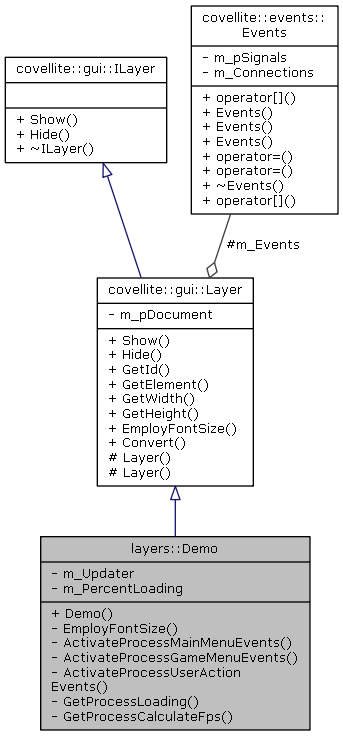 covellite::events::
Events
- m_pSignals
- m_Connections
+ operator[]()
+ Events()
+ Events()
+ Events()
+ operator=()
+ operator=()
+ ~Events()
+ operator[]()
covellite::gui::ILayer
+ Show()
+ Hide()
+ ~ILayer()
#m_Events
covellite::gui::Layer
- m_pDocument
+ Show()
+ Hide()
+ GetId()
+ GetElement()
+ GetWidth()
+ GetHeight()
+ EmployFontSize()
+ Convert()
# Layer()
# Layer()
layers::Demo
- m_Updater
- m_PercentLoading
+ Demo()
- EmployFontSize()
- ActivateProcessMainMenuEvents()
- ActivateProcessGameMenuEvents()
- ActivateProcessUserAction
Events()
- GetProcessLoading()
- GetProcessCalculateFps()